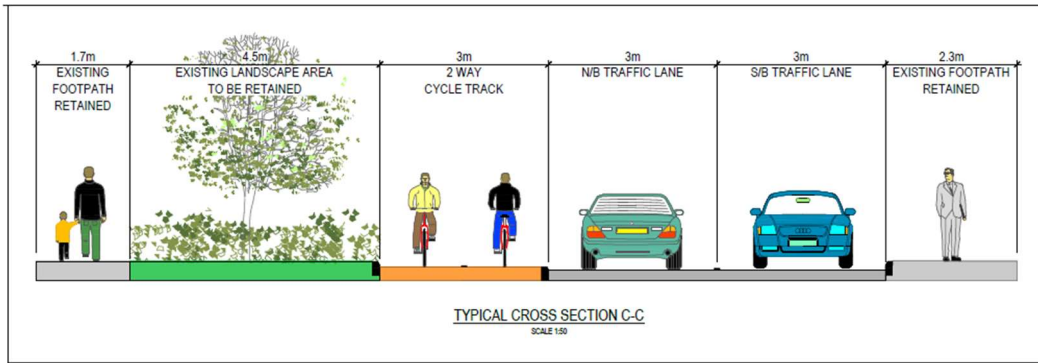 1.7m
EXISTING
FOOTPATH
RETAINED
4.5m
EXISTING LANDSCAPE AREA
TO BE RETAINED
3m
2 WAY
CYCLE TRACK
3m
N/B TRAFFIC LANE
3m
S/B TRAFFIC LANE
2.3m
EXISTING FOOTPATH
RETAINED
TYPICAL CROSS SECTION C-C
SCALE 1:50